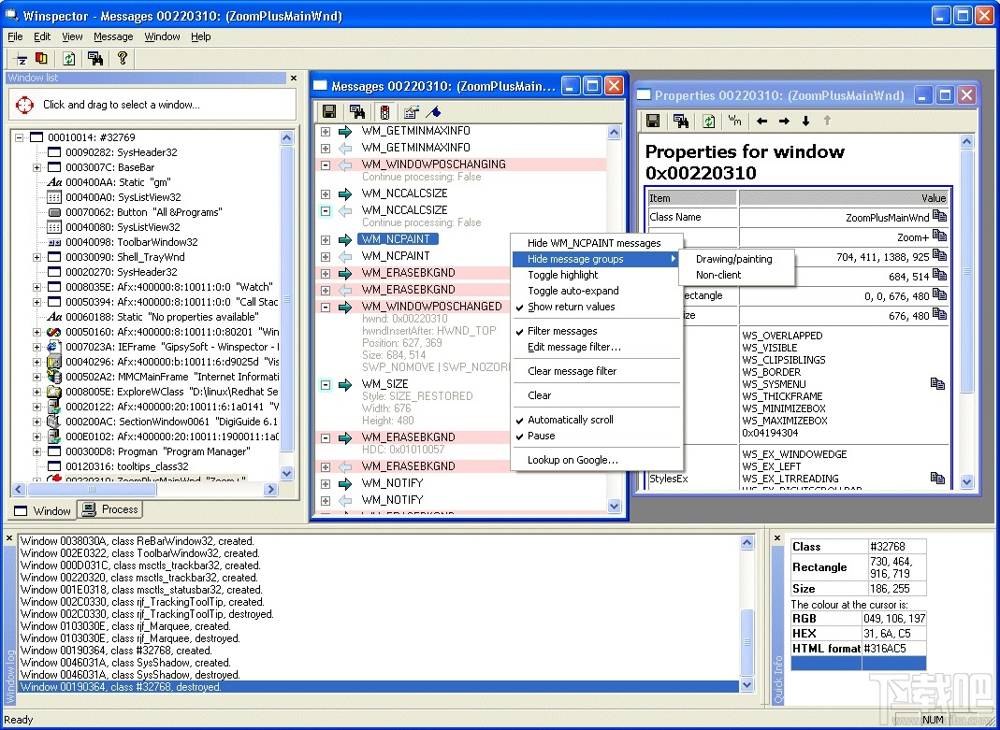 Winspector - Messages 00220310: (ZoomPlusMainWnd)
File Edit View Message Window Help
Window list
Click and drag to select a window...
00010014: #32769
00090282: SysHeader32
0003007C: BaseBar
000400AA: Static "gm"
000400A0: SysListView32
00070062: Button "All &Programs"
00040080: SysListView32
00040098: ToolbarWindow32
00030090: Shell_TrayWnd
00020270: SysHeader32
0008035E: Afx:400000:8:10011:0:0 "Watch"
00050394: Afx:400000:8:10011:0:0 "Call Stac
00060188: Static "No properties available"
00050160: Afx:400000:8:10011:0:80201 "Win
0007023A: IEFrame "GipsySoft - Winspector -
00040296: Afx:400000:b:10011:6:d9025d "Vis
000502A2: MMCMainFrame "Internet Informati
0008005E: ExploreWClass "D:\linux\Redhat Se
00020122: Afx:400000:20:10011:6:1a0141 "V
000200AC: SectionWindow0061 "DigiGuide 6.1
000E0102: Afx:400000:20:10011:1900011:1a0
000300D8: Progman "Program Manager"
00120316: tooltips_class32
00220310: ZoomPlusMainWnd "Zoom+"
Window
Process
Messages 00220310: (ZoomPlusMain...
WM_GETMINMAXINFO
WM_GETMINMAXINFO
WM_WINDOWPOSCHANGING
Continue processing: False
WM_NCCALCSIZE
WM_NCCALCSIZE
Continue processing: False
WM_NCPAINT
WM_NCPAINT
WM_ERASEBKGND
WM_ERASEBKGND
WM_WINDOWPOSCHANGED
hwnd: 0x00220310
hwndInsertAfter: HWND_TOP
Position: 627, 369
Size: 684, 514
SWP_NOMOVE | SWP_NOZOR
WM_SIZE
Style: SIZE_RESTORED
Width: 676
Height: 480
WM_ERASEBKGND
HDC: 0x01010057
WM_ERASEBKGND
WM_NOTIFY
WM_NOTIFY
Hide WM_NCPAINT messages
Hide message groups
Toggle highlight
Toggle auto-expand
Show return values
Filter messages
Edit message filter...
Clear message filter
Clear
Automatically scroll
Pause
Lookup on Google...
Drawing/painting
Non-client
Properties 00220310: (ZoomPlusMainWnd)
Properties for window
0x00220310
Item Value
Class Name ZoomPlusMainWnd
Zoom+
704, 411, 1388, 925
684, 514
ectangle 0, 0, 676, 480
ize 676, 480
WS_OVERLAPPED
WS_VISIBLE
WS_CLIPSIBLINGS
WS_BORDER
WS_SYSMENU
WS_THICKFRAME
WS_MINIMIZEBOX
WS_MAXIMIZEBOX
0x04194304
WS_EX_WINDOWEDGE
WS_EX_LEFT
StylesEx WS_EX_LTRREADING
WS_EX_RIGHTSCROLLBAR
Window log
Window 0038030A, class ReBarWindow32, created.
Window 002E0322, class ToolbarWindow32, created.
Window 000D031C, class msctls_trackbar32, created.
Window 00220320, class msctls_trackbar32, created.
Window 001E0318, class msctls_statusbar32, created.
Window 002C0330, class rjf_TrackingToolTip, created.
Window 002C0330, class rjf_TrackingToolTip, destroyed.
Window 0103030E, class rjf_Marquee, created.
Window 0103030E, class rjf_Marquee, destroyed.
Window 00190364, class #32768, created.
Window 0046031A, class SysShadow, created.
Window 0046031A, class SysShadow, destroyed.
Window 00190364, class #32768, destroyed.
Quick Info
Class #32768
Rectangle 730, 464,
916, 719
Size 186, 255
The colour at the cursor is:
RGB 049, 106, 197
HEX 31, 6A, C5
HTML format #316AC5
下载吧
Ready
NUM